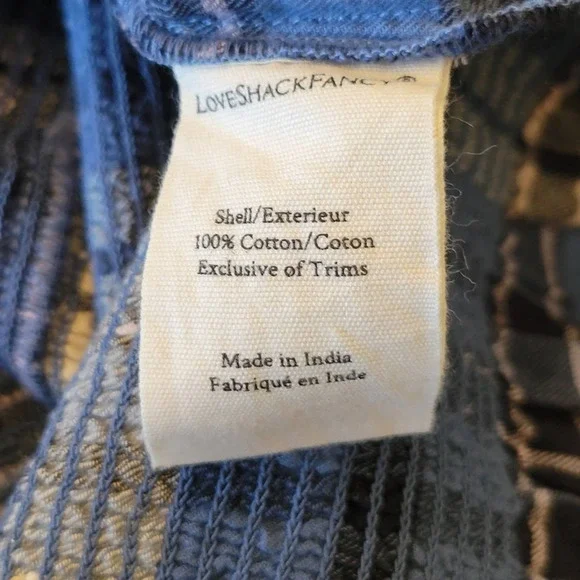 LOVESHACKFANCY®
Shell/Exterieur
100% Cotton/Coton
Exclusive of Trims
Made in India
Fabriqué en Inde